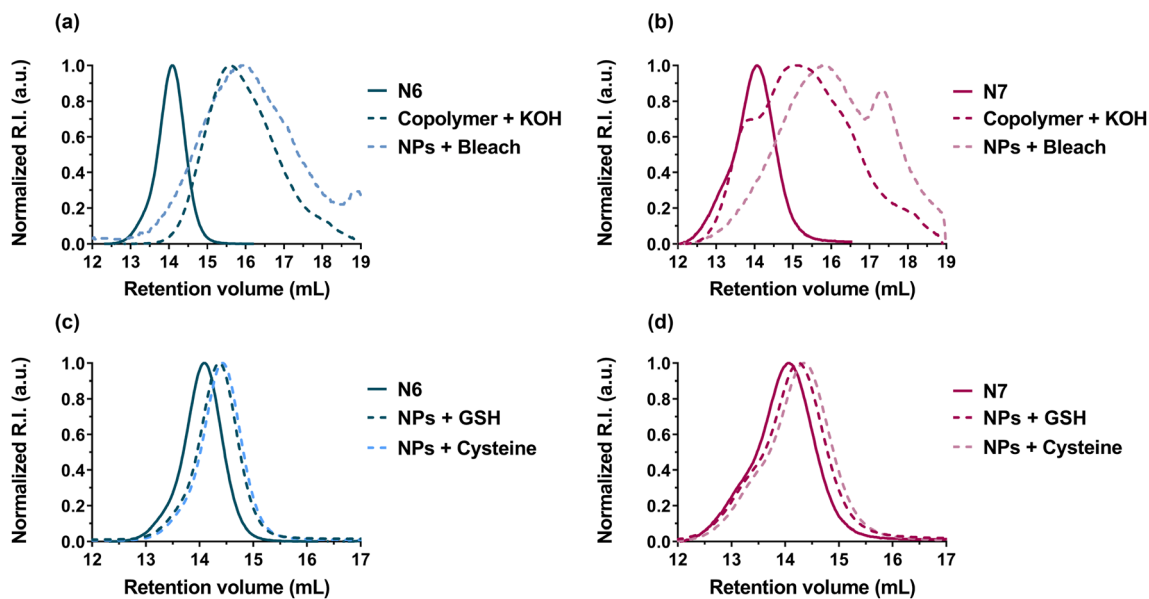 (a)
Normalized R.I. (a.u.)
1.0
0.8
0.6
0.4
0.2
0.0
12 13 14 15 16 17 18 19
Retention volume (mL)
N6
Copolymer + KOH
NPs + Bleach
(b)
Normalized R.I. (a.u.)
1.0
0.8
0.6
0.4
0.2
0.0
12 13 14 15 16 17 18 19
Retention volume (mL)
N7
Copolymer + KOH
NPs + Bleach
(c)
Normalized R.I. (a.u.)
1.0
0.8
0.6
0.4
0.2
0.0
12 13 14 15 16 17
Retention volume (mL)
N6
NPs + GSH
NPs + Cysteine
(d)
Normalized R.I. (a.u.)
1.0
0.8
0.6
0.4
0.2
0.0
12 13 14 15 16 17
Retention volume (mL)
N7
NPs + GSH
NPs + Cysteine